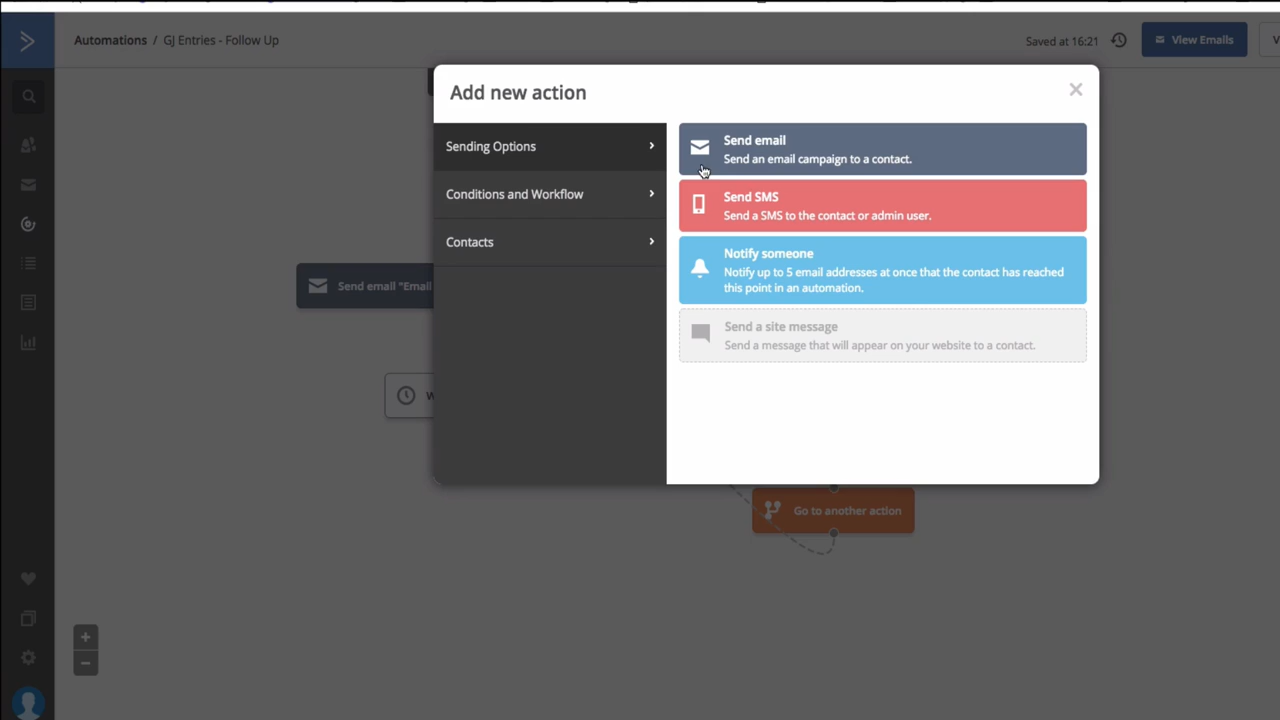 Automations / GJ Entries - Follow Up
Saved at 16:21
View Emails
Add new action
Sending Options
Conditions and Workflow
Contacts
Send email
Send an email campaign to a contact.
Send SMS
Send a SMS to the contact or admin user.
Notify someone
Notify up to 5 email addresses at once that the contact has reached
this point in an automation.
Send a site message
Send a message that will appear on your website to a contact.
Send email "Email
Go to another action